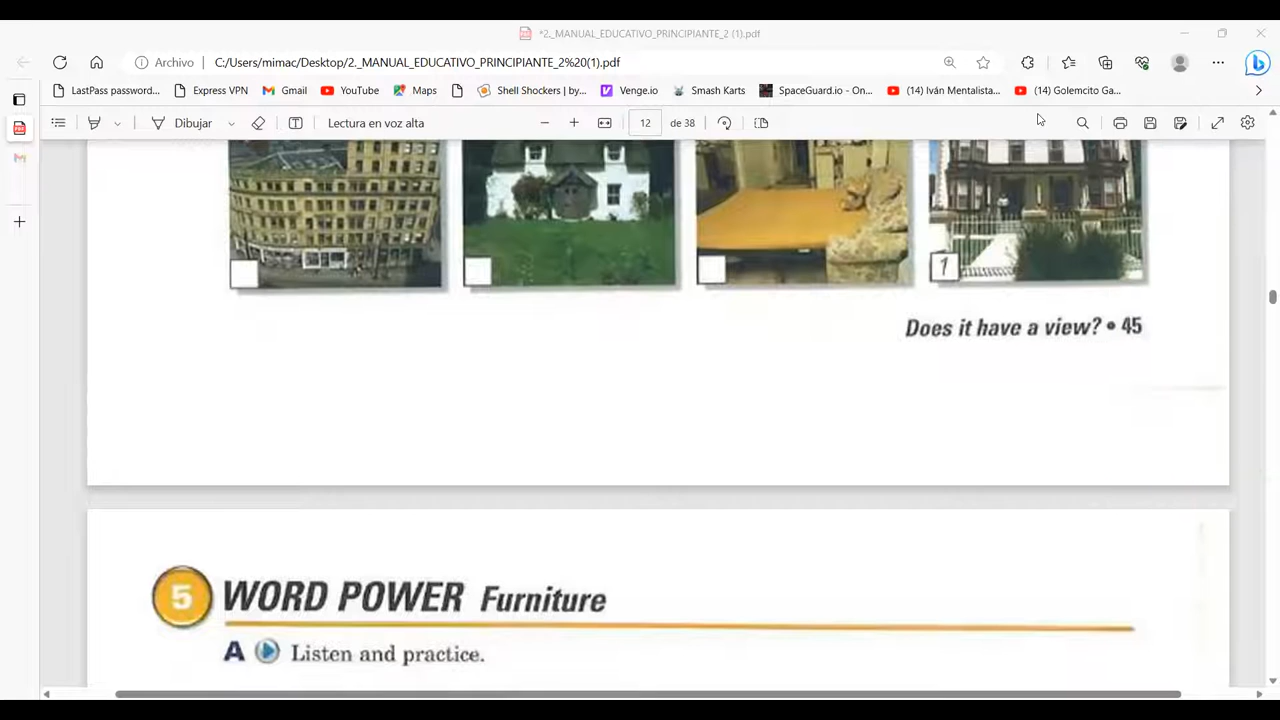 *2._MANUAL_EDUCATIVO_PRINCIPIANTE_2 (1).pdf
Archivo C:/Users/mimac/Desktop/2._MANUAL_EDUCATIVO_PRINCIPIANTE_2%20(1).pdf
LastPass password... Express VPN Gmail YouTube Maps Shell Shockers | by... Venge.io Smash Karts SpaceGuard.io - On... (14) Iván Mentalista... (14) Golemcito Ga...
Dibujar Lectura en voz alta 12 de 38
1
Does it have a view? • 45
5 WORD POWER Furniture
A Listen and practice.